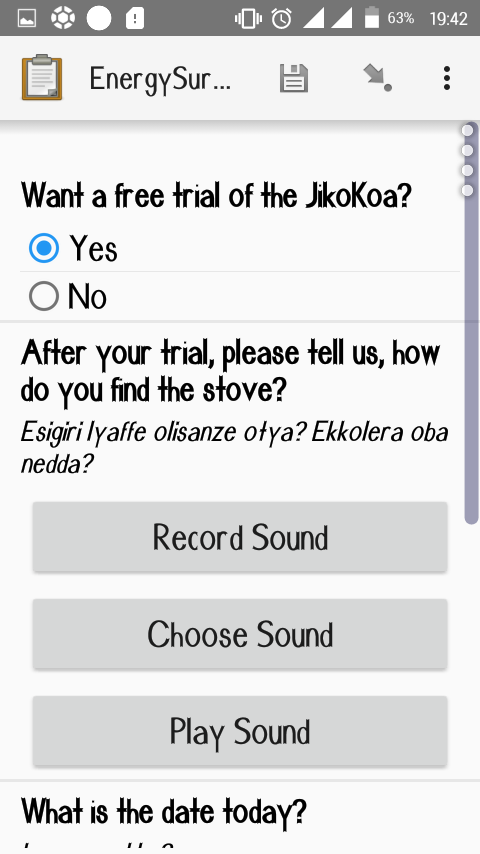 63% 19:42
EnergySur...
Want a free trial of the JikoKoa?
Yes
No
After your trial, please tell us, how
do you find the stove?
Esigiri lyaffe olisanze otya? Ekkolera oba
nedda?
Record Sound
Choose Sound
Play Sound
What is the date today?